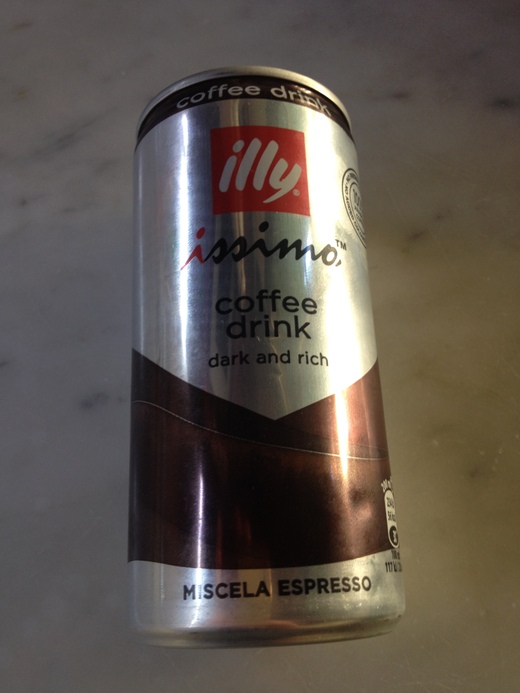 coffee drink
illy
issimo™
coffee
drink
dark and rich
MISCELA ESPRESSO